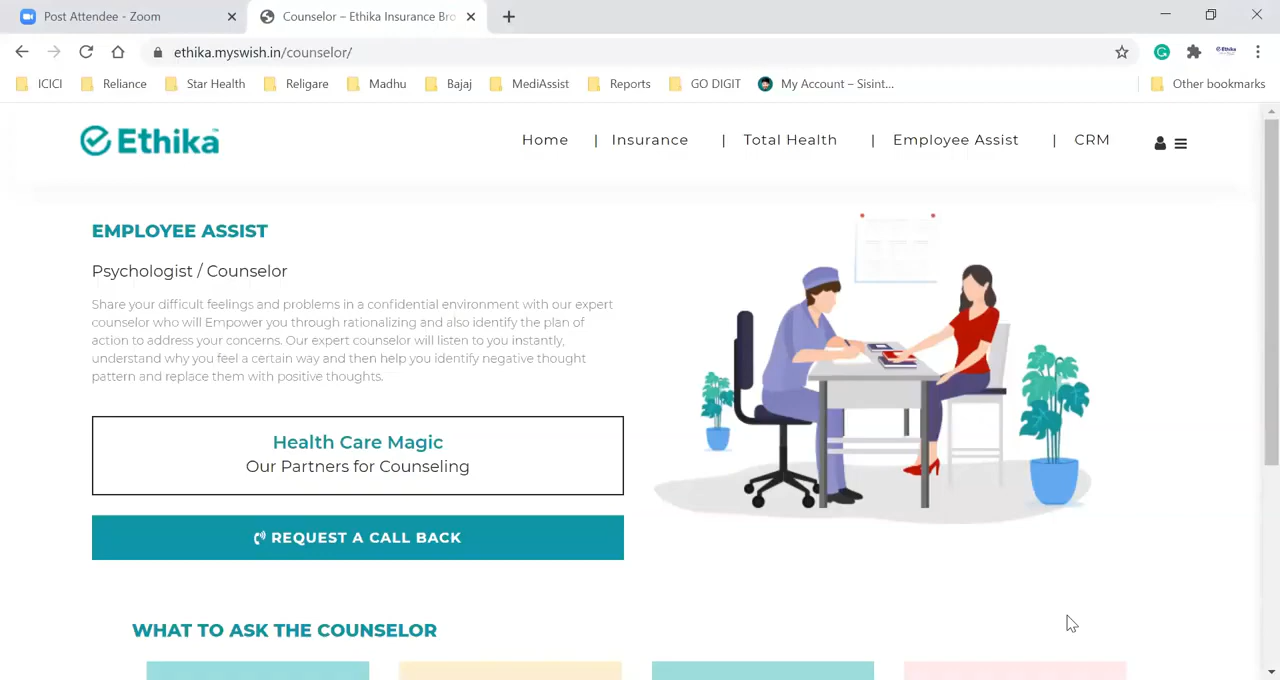 Post Attendee - Zoom
Counselor – Ethika Insurance Bro
ethika.myswish.in/counselor/
ICICI
Reliance
Star Health
Religare
Madhu
Bajaj
MediAssist
Reports
GO DIGIT
My Account – Sisint...
Other bookmarks
Ethika™
Home | Insurance | Total Health | Employee Assist | CRM
EMPLOYEE ASSIST
Psychologist / Counselor
Share your difficult feelings and problems in a confidential environment with our expert
counselor who will Empower you through rationalizing and also identify the plan of
action to address your concerns. Our expert counselor will listen to you instantly,
understand why you feel a certain way and then help you identify negative thought
pattern and replace them with positive thoughts.
Health Care Magic
Our Partners for Counseling
REQUEST A CALL BACK
WHAT TO ASK THE COUNSELOR